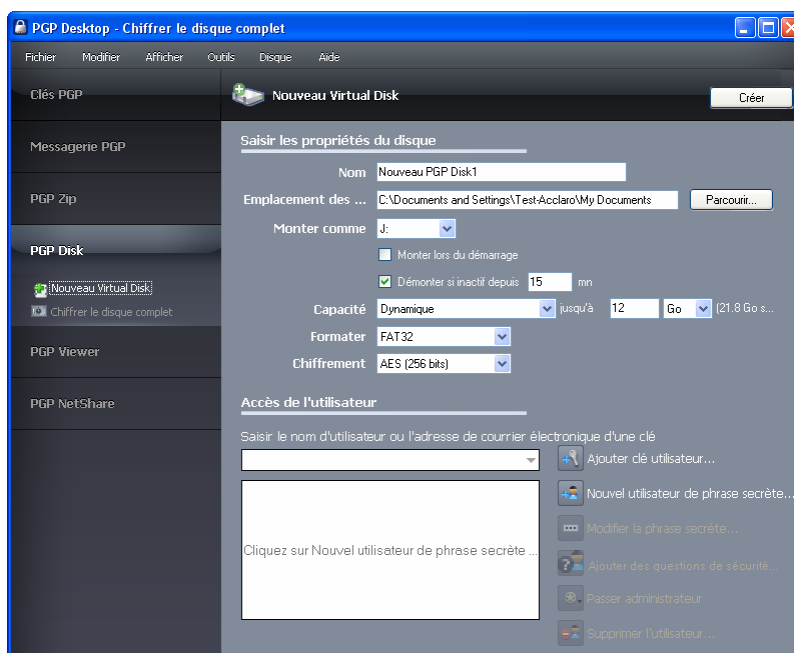 PGP Desktop - Chiffrer le disque complet
Fichier Modifier Afficher Outils Disque Aide
Clés PGP
Messagerie PGP
PGP Zip
PGP Disk
Nouveau Virtual Disk
Chiffrer le disque complet
PGP Viewer
PGP NetShare
Nouveau Virtual Disk
Créer
Saisir les propriétés du disque
Nom Nouveau PGP Disk1
Emplacement des ... C:\Documents and Settings\Test-Acclaro\My Documents Parcourir...
Monter comme J:
Monter lors du démarrage
Démonter si inactif depuis 15 mn
Capacité Dynamique jusqu'à 12 Go (21.8 Go s...
Formater FAT32
Chiffrement AES (256 bits)
Accès de l'utilisateur
Saisir le nom d'utilisateur ou l'adresse de courrier électronique d'une clé
Ajouter clé utilisateur...
Nouvel utilisateur de phrase secrète...
Modifier la phrase secrète...
Cliquez sur Nouvel utilisateur de phrase secrète ...
Ajouter des questions de sécurité...
Passer administrateur
Supprimer l'utilisateur...